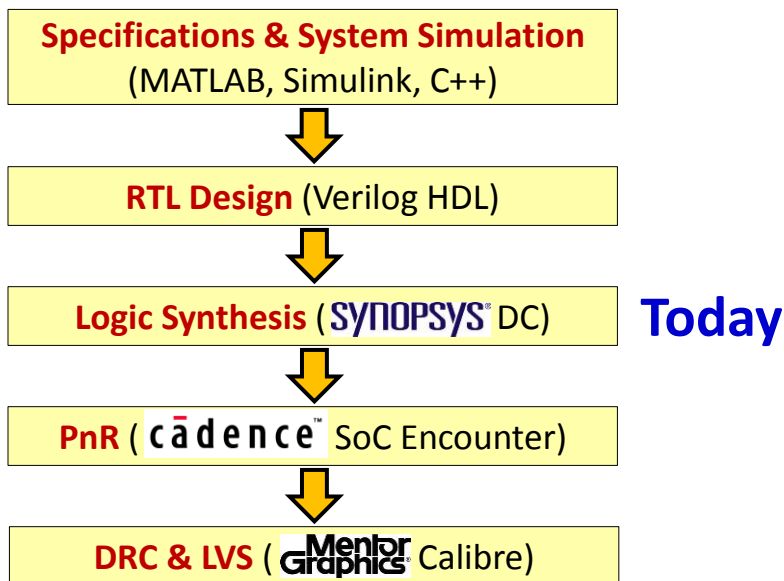 Specifications & System Simulation
(MATLAB, Simulink, C++)
RTL Design (Verilog HDL)
Logic Synthesis ( SYNOPSYS® DC) Today
PnR ( cādence™ SoC Encounter)
DRC & LVS ( Mentor Graphics® Calibre)